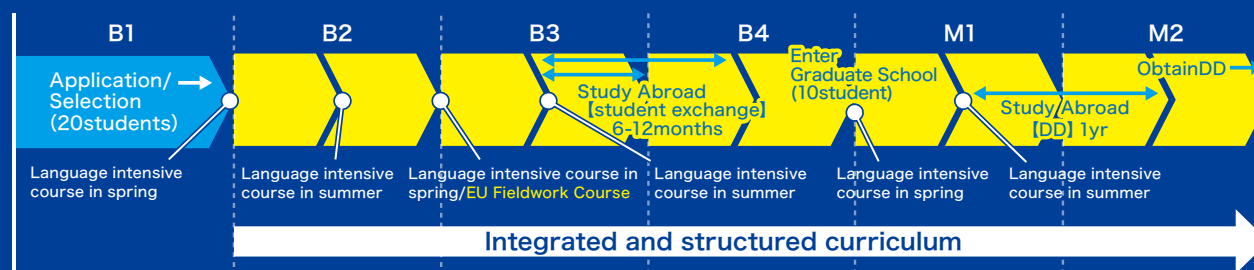 B1
B2
B3
B4
M1
M2
Application/
Selection
(20students)
Study Abroad
【student exchange】
6-12months
Enter
Graduate School
(10student)
Study Abroad
【DD】1yr
ObtainDD
Language intensive
course in spring
Language intensive
course in summer
Language intensive course in
spring/EU Fieldwork Course
Language intensive
course in summer
Language intensive
course in spring
Language intensive
course in summer
Integrated and structured curriculum